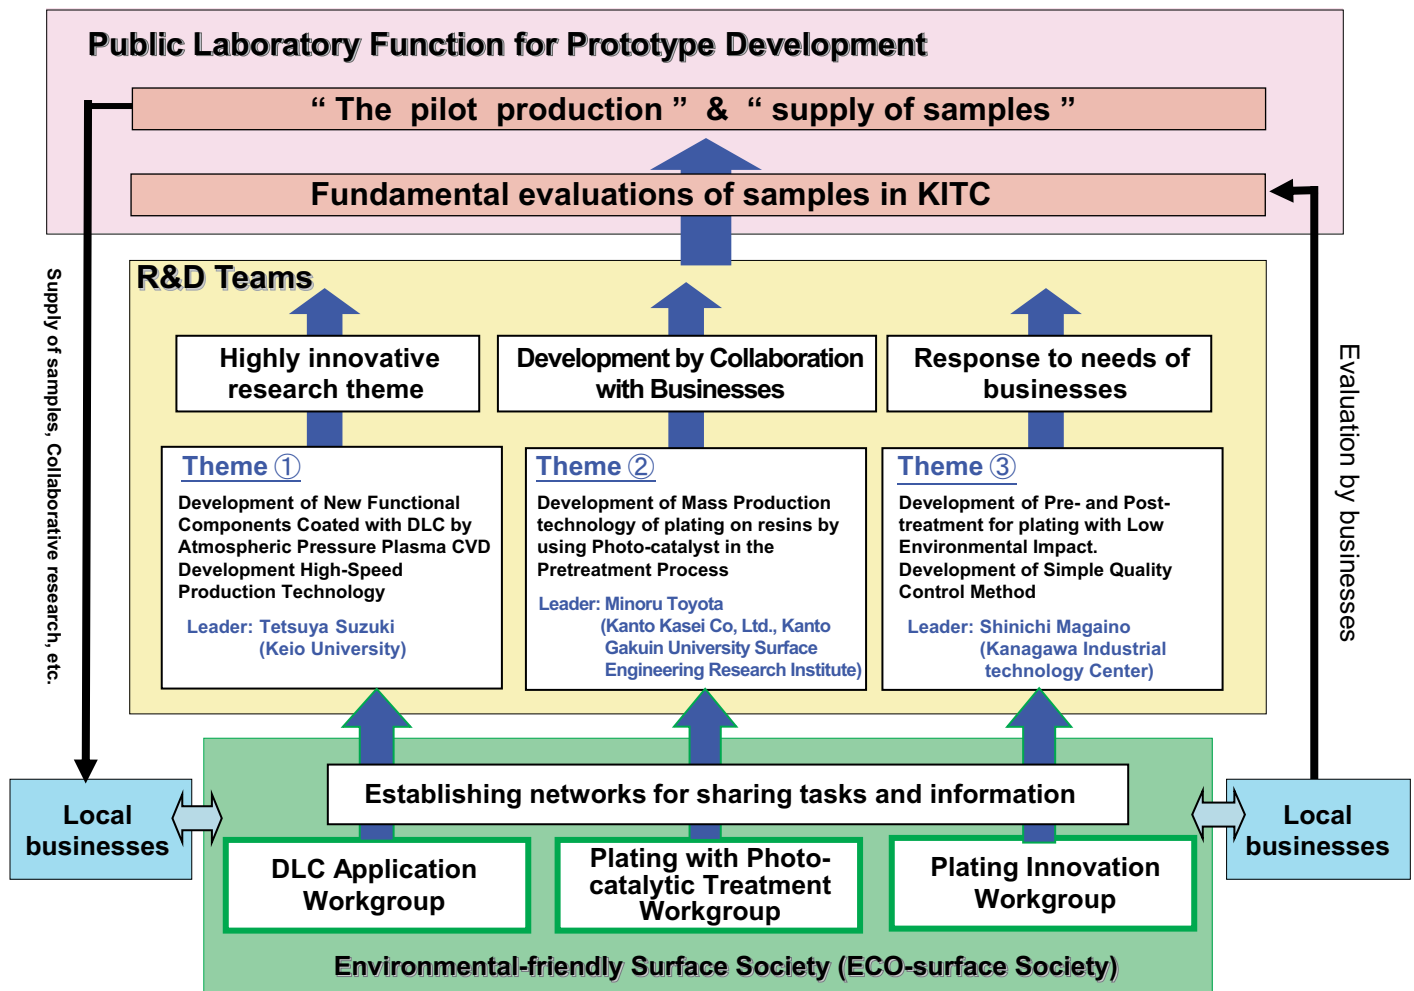 Public Laboratory Function for Prototype Development
“ The pilot production ” & “ supply of samples ”
Fundamental evaluations of samples in KITC
R&D Teams
Highly innovative
research theme
Development by Collaboration
with Businesses
Response to needs of
businesses
Theme ①
Development of New Functional
Components Coated with DLC by
Atmospheric Pressure Plasma CVD
Development High-Speed
Production Technology
Leader: Tetsuya Suzuki
(Keio University)
Theme ②
Development of Mass Production
technology of plating on resins by
using Photo-catalyst in the
Pretreatment Process
Leader: Minoru Toyota
(Kanto Kasei Co, Ltd., Kanto
Gakuin University Surface
Engineering Research Institute)
Theme ③
Development of Pre- and Post-
treatment for plating with Low
Environmental Impact.
Development of Simple Quality
Control Method
Leader: Shinichi Magaino
(Kanagawa Industrial
technology Center)
Supply of samples, Collaborative research, etc.
Evaluation by businesses
Local
businesses
Establishing networks for sharing tasks and information
Local
businesses
DLC Application
Workgroup
Plating with Photo-
catalytic Treatment
Workgroup
Plating Innovation
Workgroup
Environmental-friendly Surface Society (ECO-surface Society)